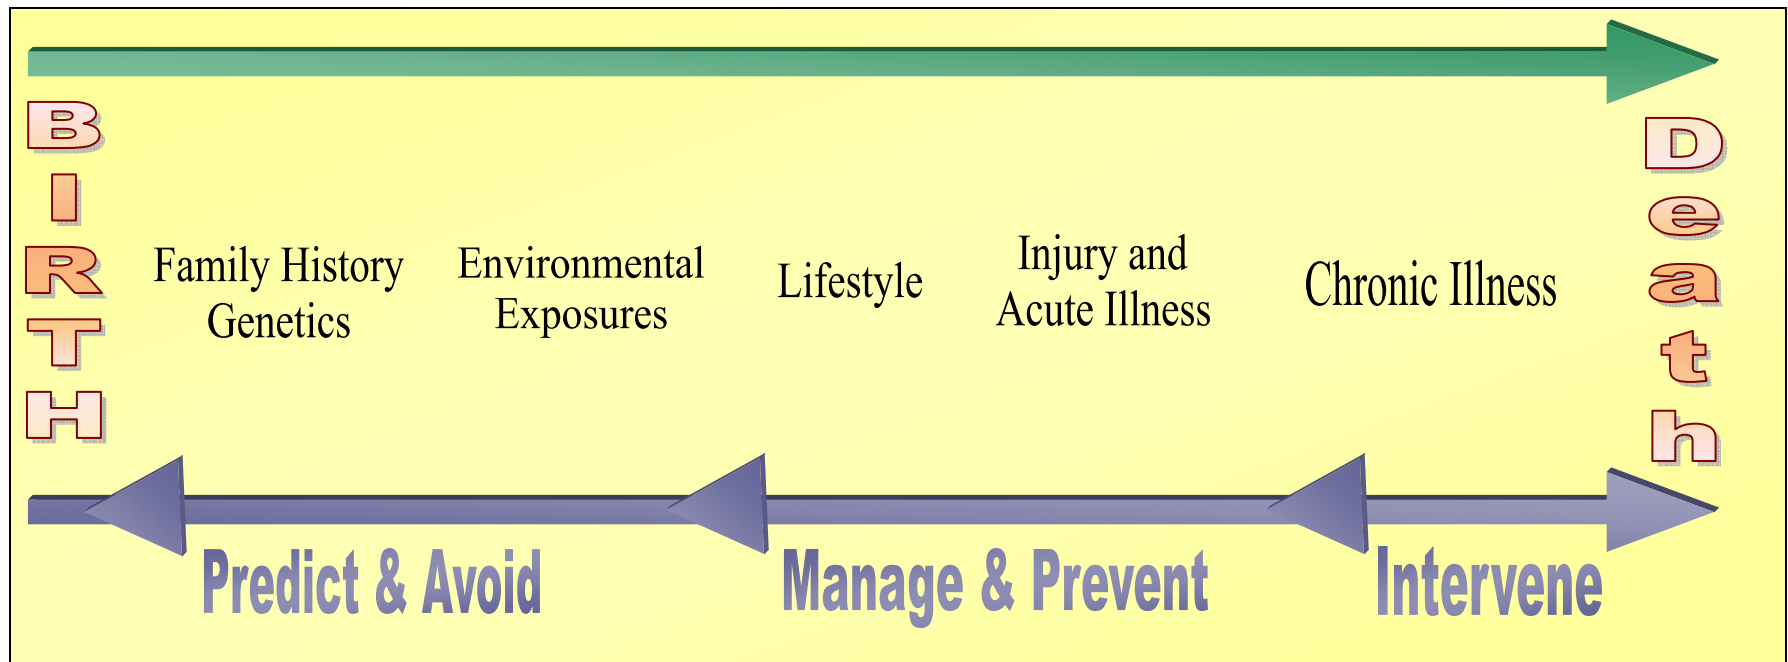 BIRTH
Family History
Genetics
Environmental
Exposures
Lifestyle
Injury and
Acute Illness
Chronic Illness
Death
Predict & Avoid
Manage & Prevent
Intervene